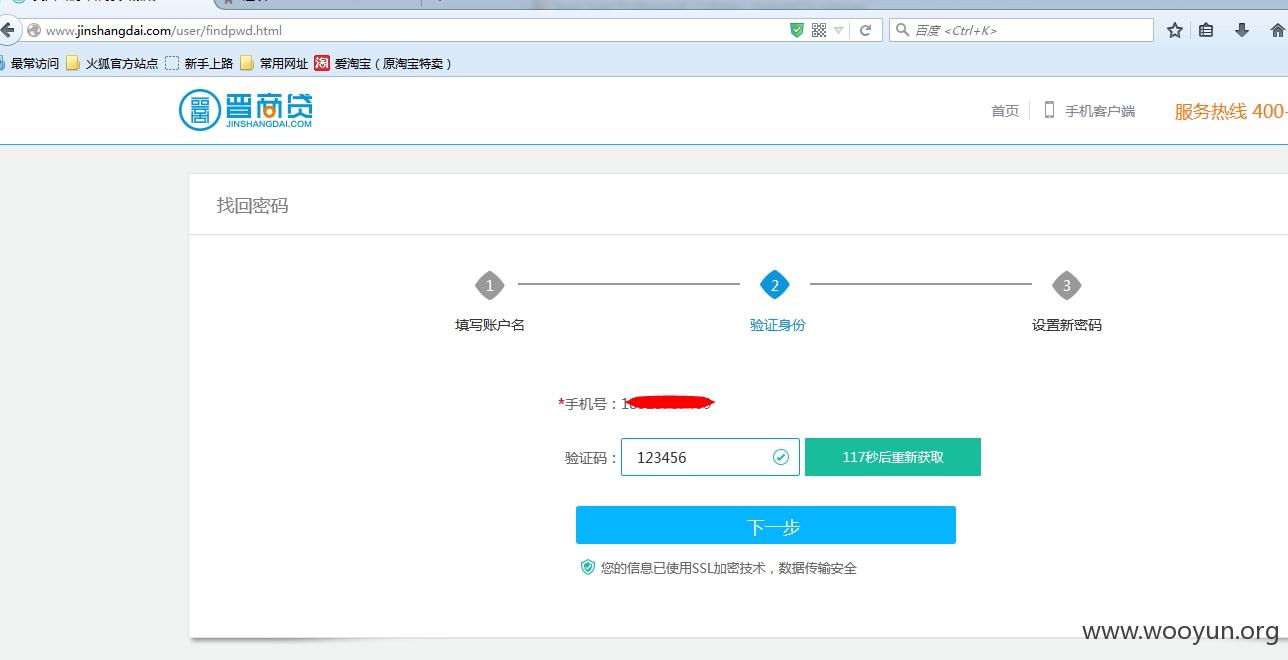 www.jinshangdai.com/user/findpwd.html
百度 <Ctrl+K>
最常访问 火狐官方站点 新手上路 常用网址 淘 爱淘宝（原淘宝特卖）
晋商贷
JINSHANGDAI.COM
首页 手机客户端 服务热线 400-
找回密码
1 2 3
填写账户名 验证身份 设置新密码
*手机号：1
验证码： 123456 117秒后重新获取
下一步
您的信息已使用SSL加密技术，数据传输安全
www.wooyun.org